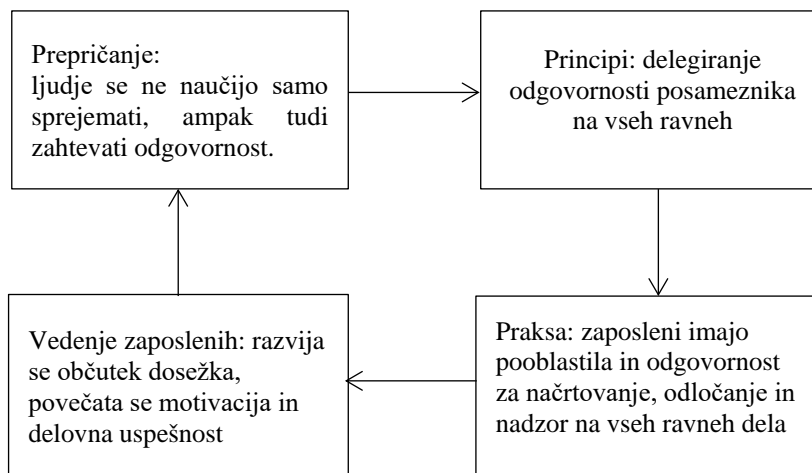 Prepričanje:
ljudje se ne naučijo samo
sprejemati, ampak tudi
zahtevati odgovornost.
Principi: delegiranje
odgovornosti posameznika
na vseh ravneh
Vedenje zaposlenih: razvija
se občutek dosežka,
povečata se motivacija in
delovna uspešnost
Praksa: zaposleni imajo
pooblastila in odgovornost
za načrtovanje, odločanje in
nadzor na vseh ravneh dela